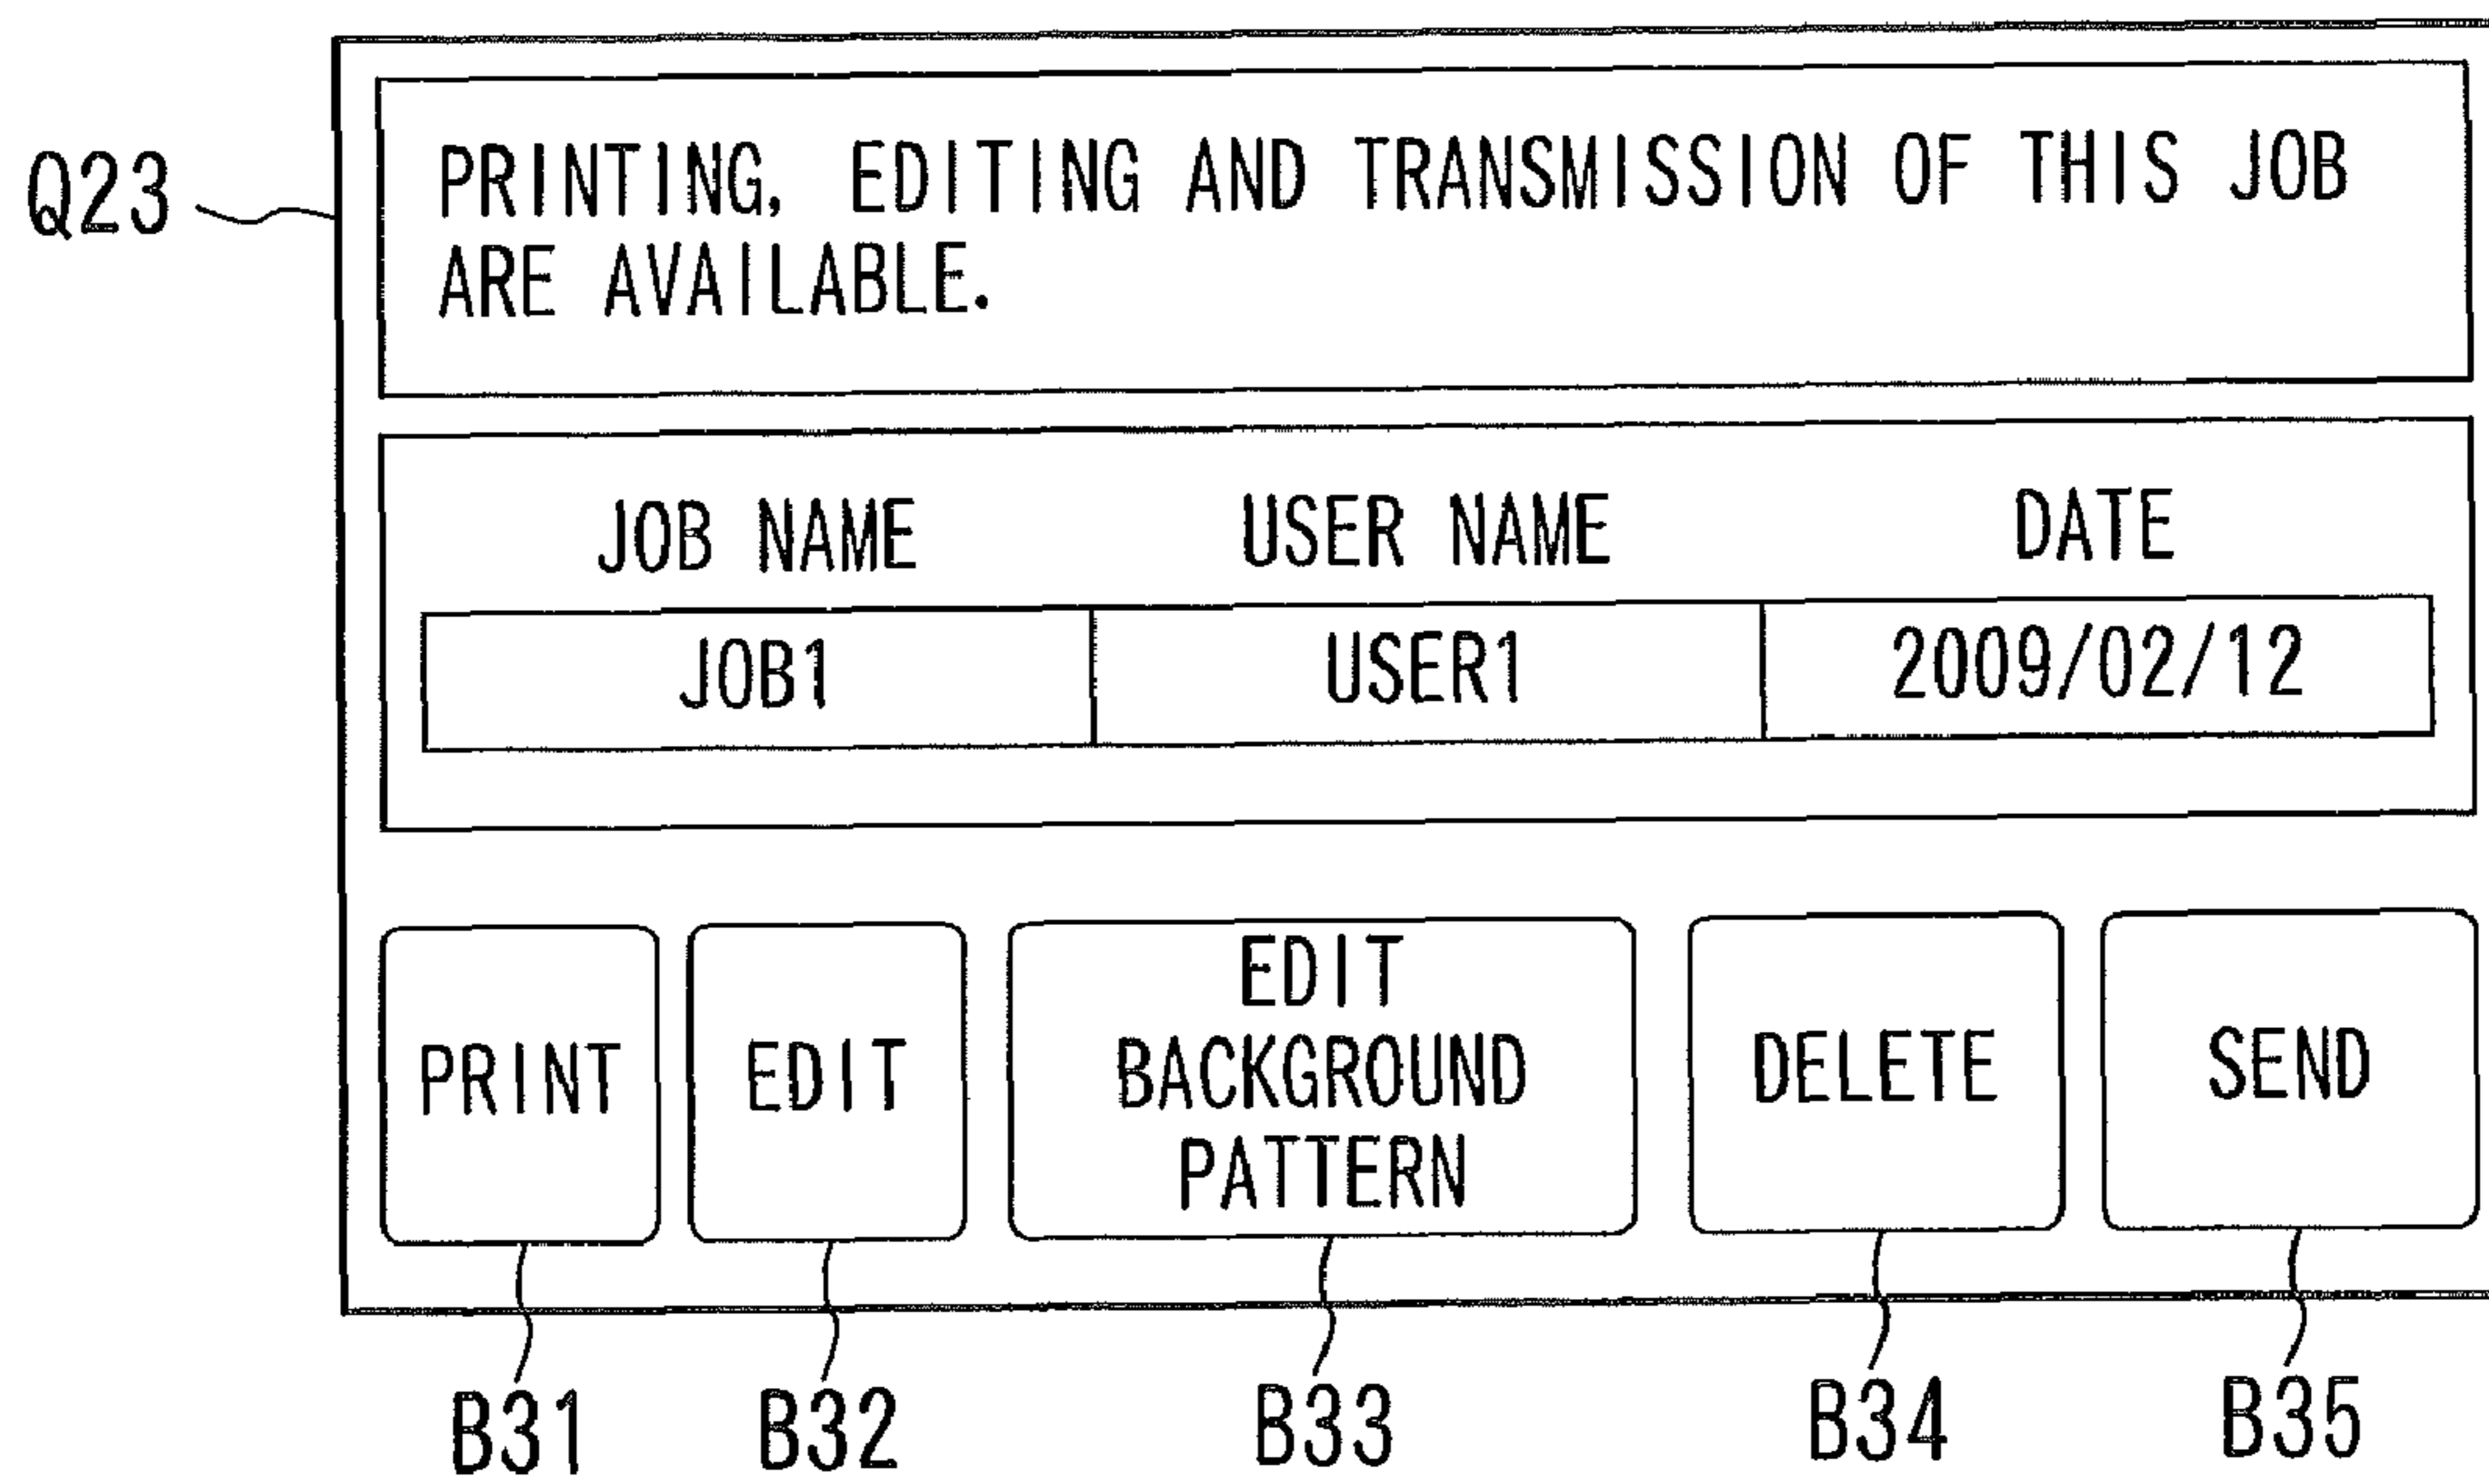 Q23
PRINTING, EDITING AND TRANSMISSION OF THIS JOB
ARE AVAILABLE.
JOB NAME USER NAME DATE
JOB1 USER1 2009/02/12
PRINT
EDIT
EDIT
BACKGROUND
PATTERN
DELETE
SEND
B31 B32 B33 B34 B35